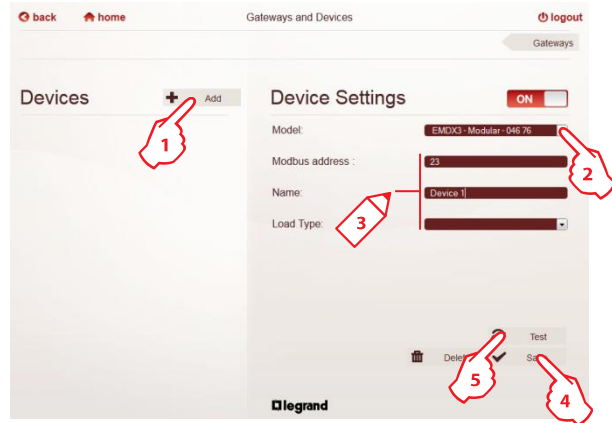 back home Gateways and Devices logout
Gateways
Devices
Add
1
Device Settings
ON
Model: EMDX3 - Modular - 046 76
2
Modbus address : 23
Name: Device 1
3
Load Type:
Test
Delet
Sa
5
4
legrand